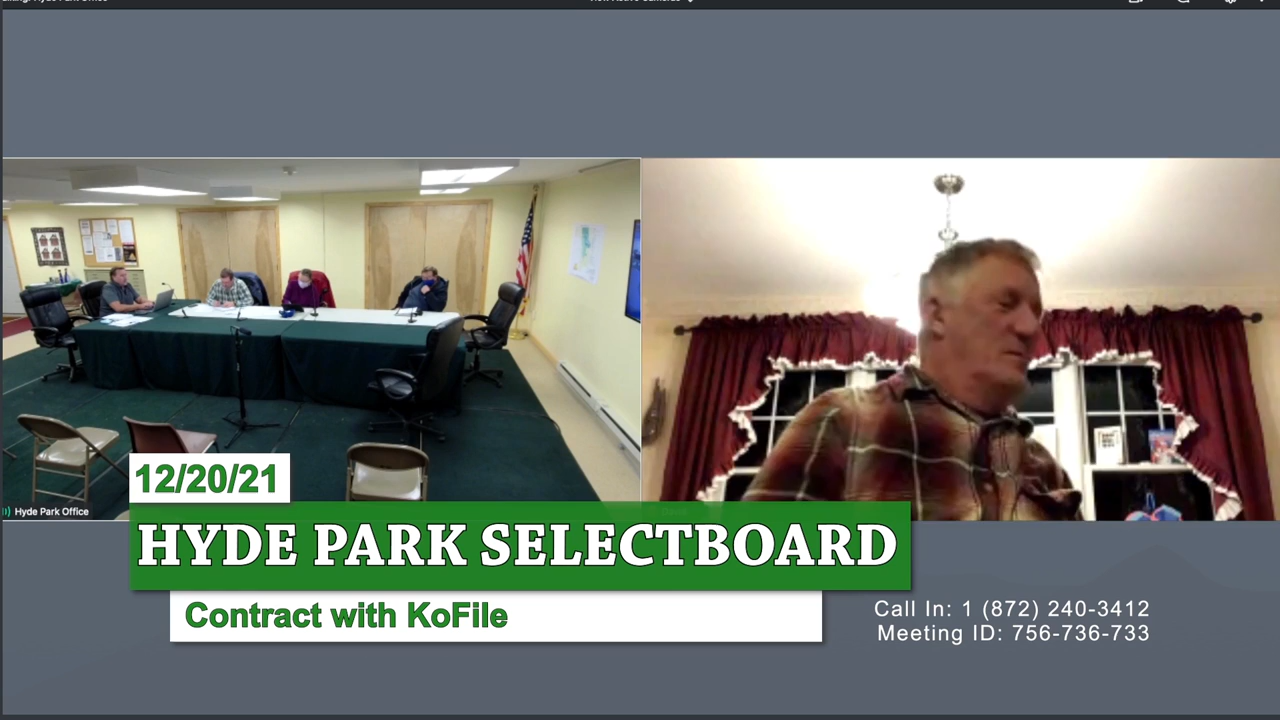 Hyde Park Office
12/20/21
HYDE PARK SELECTBOARD
Contract with KoFile
Call In: 1 (872) 240-3412
Meeting ID: 756-736-733